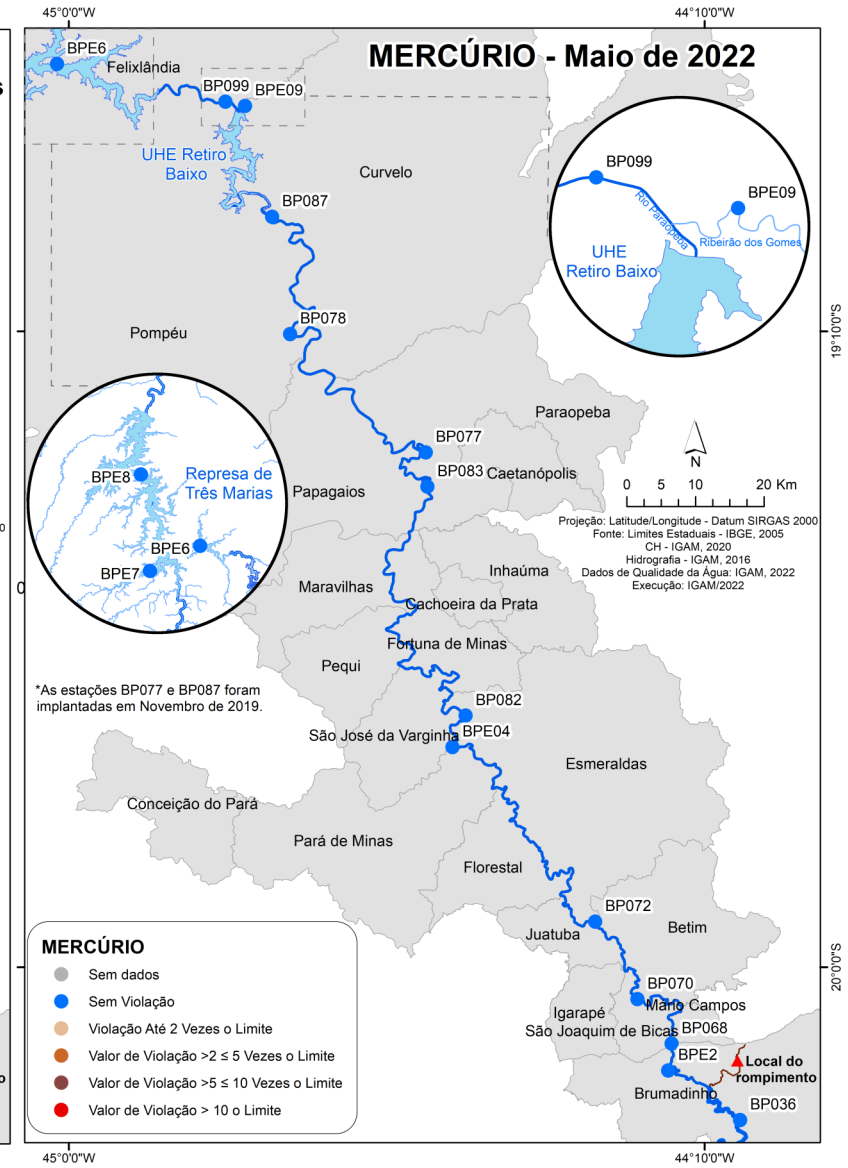 45°0'0"W
44°10'0"W
MERCÚRIO - Maio de 2022
BPE6
Felixlândia
BP099
BPE09
UHE Retiro
Baixo
Curvelo
BP087
BP099
BPE09
Rio Paraopeba
Ribeirão dos Gomes
UHE
Retiro Baixo
BP078
Pompéu
19°10'0"S
Paraopeba
N
BP077
BP083
Caetanópolis
Papagaios
0 5 10 20 Km
Projeção: Latitude/Longitude - Datum SIRGAS 2000
Fonte: Limites Estaduais - IBGE, 2005
CH - IGAM, 2020
Hidrografia - IGAM, 2016
Dados de Qualidade da Água: IGAM, 2022
Execução: IGAM/2022
BPE8
Represa de
Três Marias
BPE6
BPE7
Inhaúma
Maravilhas
Cachoeira da Prata
Fortuna de Minas
Pequi
*As estações BP077 e BP087 foram
implantadas em Novembro de 2019.
BP082
São José da Varginha
BPE04
Esmeraldas
Conceição do Pará
Pará de Minas
Florestal
BP072
Juatuba
Betim
20°0'0"S
BP070
Mário Campos
Igarapé
São Joaquim de Bicas
BP068
BPE2
Local do
rompimento
Brumadinho
BP036
MERCÚRIO
Sem dados
Sem Violação
Violação Até 2 Vezes o Limite
Valor de Violação >2 ≤ 5 Vezes o Limite
Valor de Violação >5 ≤ 10 Vezes o Limite
Valor de Violação > 10 o Limite
45°0'0"W
44°10'0"W